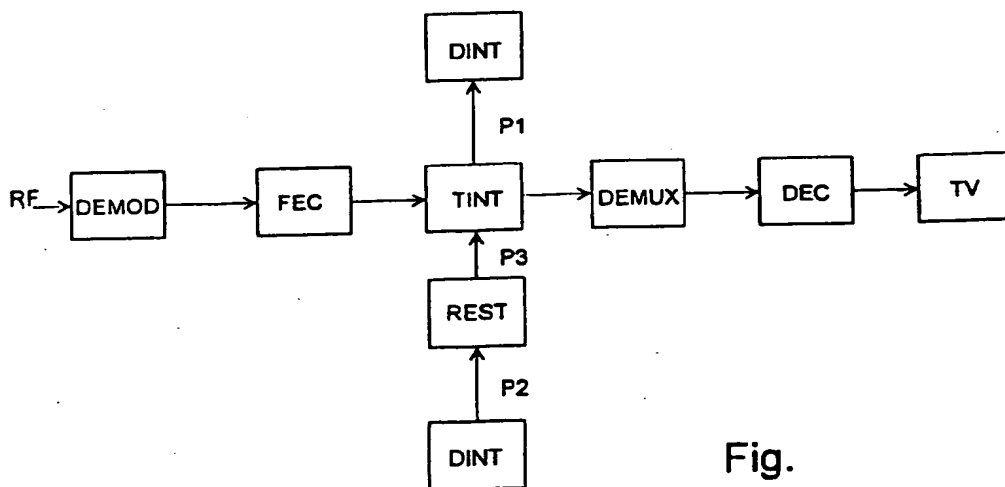 DINT
P1
RF
DEMOD
FEC
TINT
DEMUX
DEC
TV
P3
REST
P2
DINT
Fig.